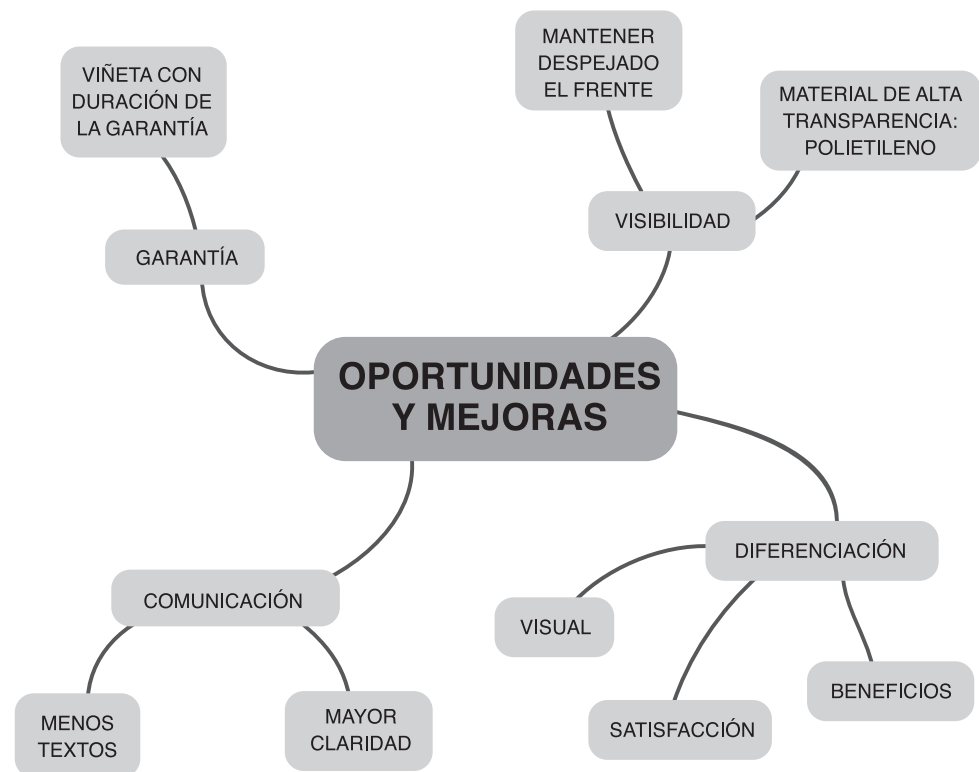 VIÑETA CON
DURACIÓN DE
LA GARANTÍA
GARANTÍA
MANTENER
DESPEJADO
EL FRENTE
MATERIAL DE ALTA
TRANSPARENCIA:
POLIETILENO
VISIBILIDAD
OPORTUNIDADES
Y MEJORAS
DIFERENCIACIÓN
VISUAL
SATISFACCIÓN
BENEFICIOS
COMUNICACIÓN
MENOS
TEXTOS
MAYOR
CLARIDAD